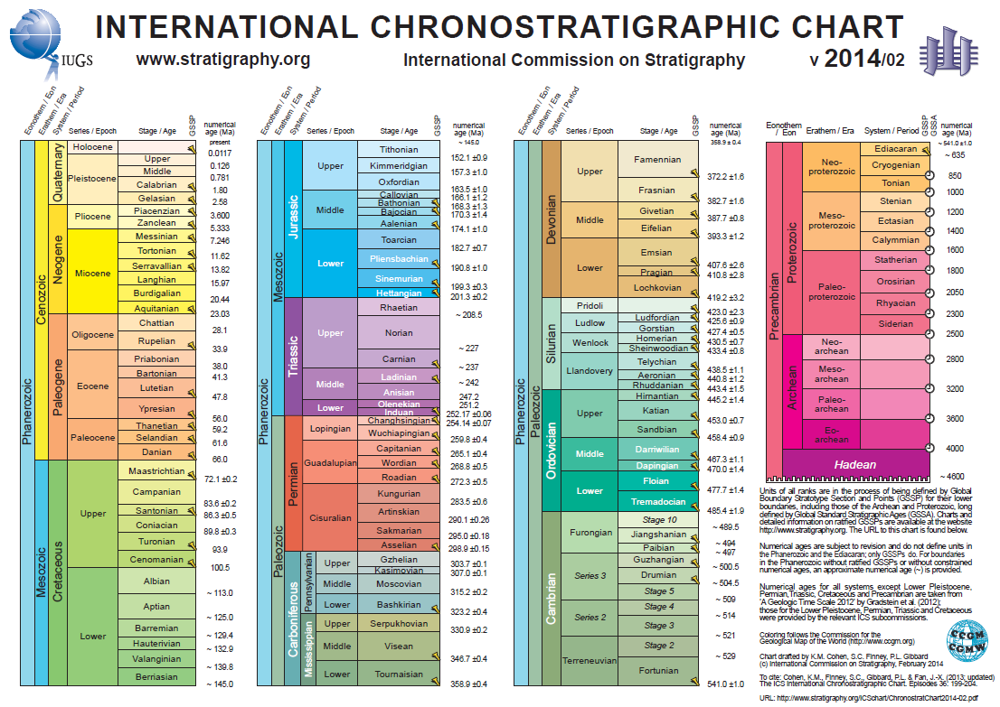 INTERNATIONAL CHRONOSTRATIGRAPHIC CHART
IUGS
www.stratigraphy.org
International Commission on Stratigraphy
v 2014/02
Eonothem / Eon
Erathem / Era
System / Period
Series / Epoch
Stage / Age
GSSP
numerical
age (Ma)
Phanerozoic
Cenozoic
Mesozoic
Quaternary
Neogene
Paleogene
Cretaceous
Holocene
Pleistocene
Pliocene
Miocene
Oligocene
Eocene
Paleocene
Upper
Lower
Upper
Middle
Calabrian
Gelasian
Piacenzian
Zanclean
Messinian
Tortonian
Serravallian
Langhian
Burdigalian
Aquitanian
Chattian
Rupelian
Priabonian
Bartonian
Lutetian
Ypresian
Thanetian
Selandian
Danian
Maastrichtian
Campanian
Santonian
Coniacian
Turonian
Cenomanian
Albian
Aptian
Barremian
Hauterivian
Valanginian
Berriasian
present
0.0117
0.126
0.781
1.80
2.58
3.600
5.333
7.246
11.62
13.82
15.97
20.44
23.03
28.1
33.9
38.0
41.3
47.8
56.0
59.2
61.6
66.0
72.1 ±0.2
83.6 ±0.2
86.3 ±0.5
89.8 ±0.3
93.9
100.5
~ 113.0
~ 125.0
~ 129.4
~ 132.9
~ 139.8
~ 145.0
Eonothem / Eon
Erathem / Era
System / Period
Series / Epoch
Stage / Age
GSSP
numerical
age (Ma)
Phanerozoic
Mesozoic
Paleozoic
Jurassic
Triassic
Permian
Carboniferous
Pennsylvanian
Mississippian
Upper
Middle
Lower
Upper
Middle
Lower
Lopingian
Guadalupian
Cisuralian
Upper
Middle
Lower
Upper
Middle
Lower
Tithonian
Kimmeridgian
Oxfordian
Callovian
Bathonian
Bajocian
Aalenian
Toarcian
Pliensbachian
Sinemurian
Hettangian
Rhaetian
Norian
Carnian
Ladinian
Anisian
Olenekian
Induan
Changhsingian
Wuchiapingian
Capitanian
Wordian
Roadian
Kungurian
Artinskian
Sakmarian
Asselian
Gzhelian
Kasimovian
Moscovian
Bashkirian
Serpukhovian
Visean
Tournaisian
~ 145.0
152.1 ±0.9
157.3 ±1.0
163.5 ±1.0
166.1 ±1.2
168.3 ±1.3
170.3 ±1.4
174.1 ±1.0
182.7 ±0.7
190.8 ±1.0
199.3 ±0.3
201.3 ±0.2
~ 208.5
~ 227
~ 237
~ 242
247.2
251.2
252.17 ±0.06
254.14 ±0.07
259.8 ±0.4
265.1 ±0.4
268.8 ±0.5
272.3 ±0.5
283.5 ±0.6
290.1 ±0.26
295.0 ±0.18
298.9 ±0.15
303.7 ±0.1
307.0 ±0.1
315.2 ±0.2
323.2 ±0.4
330.9 ±0.2
346.7 ±0.4
358.9 ±0.4
Eonothem / Eon
Erathem / Era
System / Period
Series / Epoch
Stage / Age
GSSP
numerical
age (Ma)
Phanerozoic
Paleozoic
Devonian
Silurian
Ordovician
Cambrian
Upper
Middle
Lower
Pridoli
Ludlow
Wenlock
Llandovery
Upper
Middle
Lower
Furongian
Series 3
Series 2
Terreneuvian
Famennian
Frasnian
Givetian
Eifelian
Emsian
Pragian
Lochkovian
Ludfordian
Gorstian
Homerian
Sheinwoodian
Telychian
Aeronian
Rhuddanian
Hirnantian
Katian
Sandbian
Darriwilian
Dapingian
Floian
Tremadocian
Stage 10
Jiangshanian
Paibian
Guzhangian
Drumian
Stage 5
Stage 4
Stage 3
Stage 2
Fortunian
358.9 ± 0.4
372.2 ±1.6
382.7 ±1.6
387.7 ±0.8
393.3 ±1.2
407.6 ±2.6
410.8 ±2.8
419.2 ±3.2
423.0 ±2.3
425.6 ±0.9
427.4 ±0.5
430.5 ±0.7
433.4 ±0.8
438.5 ±1.1
440.8 ±1.2
443.4 ±1.5
445.2 ±1.4
453.0 ±0.7
458.4 ±0.9
467.3 ±1.1
470.0 ±1.4
477.7 ±1.4
485.4 ±1.9
~ 489.5
~ 494
~ 497
~ 500.5
~ 504.5
~ 509
~ 514
~ 521
~ 529
541.0 ±1.0
Eonothem
/ Eon
Erathem / Era
System / Period
GSSP
GSSA
numerical
age (Ma)
Precambrian
Proterozoic
Archean
Neo-
proterozoic
Meso-
proterozoic
Paleo-
proterozoic
Neo-
archean
Meso-
archean
Paleo-
archean
Eo-
archean
Hadean
Ediacaran
Cryogenian
Tonian
Stenian
Ectasian
Calymmian
Statherian
Orosirian
Rhyacian
Siderian
~ 541.0 ±1.0
~ 635
850
1000
1200
1400
1600
1800
2050
2300
2500
2800
3200
3600
4000
~ 4600
Units of all ranks are in the process of being defined by Global
Boundary Stratotype Section and Points (GSSP) for their lower
boundaries, including those of the Archean and Proterozoic, long
defined by Global Standard Stratigraphic Ages (GSSA). Charts and
detailed information on ratified GSSPs are available at the website
http://www.stratigraphy.org. The URL to this chart is found below.
Numerical ages are subject to revision and do not define units in
the Phanerozoic and the Ediacaran; only GSSPs do. For boundaries
in the Phanerozoic without ratified GSSPs or without constrained
numerical ages, an approximate numerical age (~) is provided.
Numerical ages for all systems except Lower Pleistocene,
Permian,Triassic, Cretaceous and Precambrian are taken from
'A Geologic Time Scale 2012' by Gradstein et al. (2012);
those for the Lower Pleistocene, Permian, Triassic and Cretaceous
were provided by the relevant ICS subcommissions.
Coloring follows the Commission for the
Geological Map of the World (http://www.ccgm.org)
CCGM
CGMW
Chart drafted by K.M. Cohen, S.C. Finney, P.L. Gibbard
(c) International Commission on Stratigraphy, February 2014
To cite: Cohen, K.M., Finney, S.C., Gibbard, P.L. & Fan, J.-X. (2013; updated)
The ICS International Chronostratigraphic Chart. Episodes 36: 199-204.
URL: http://www.stratigraphy.org/ICSchart/ChronostratChart2014-02.pdf